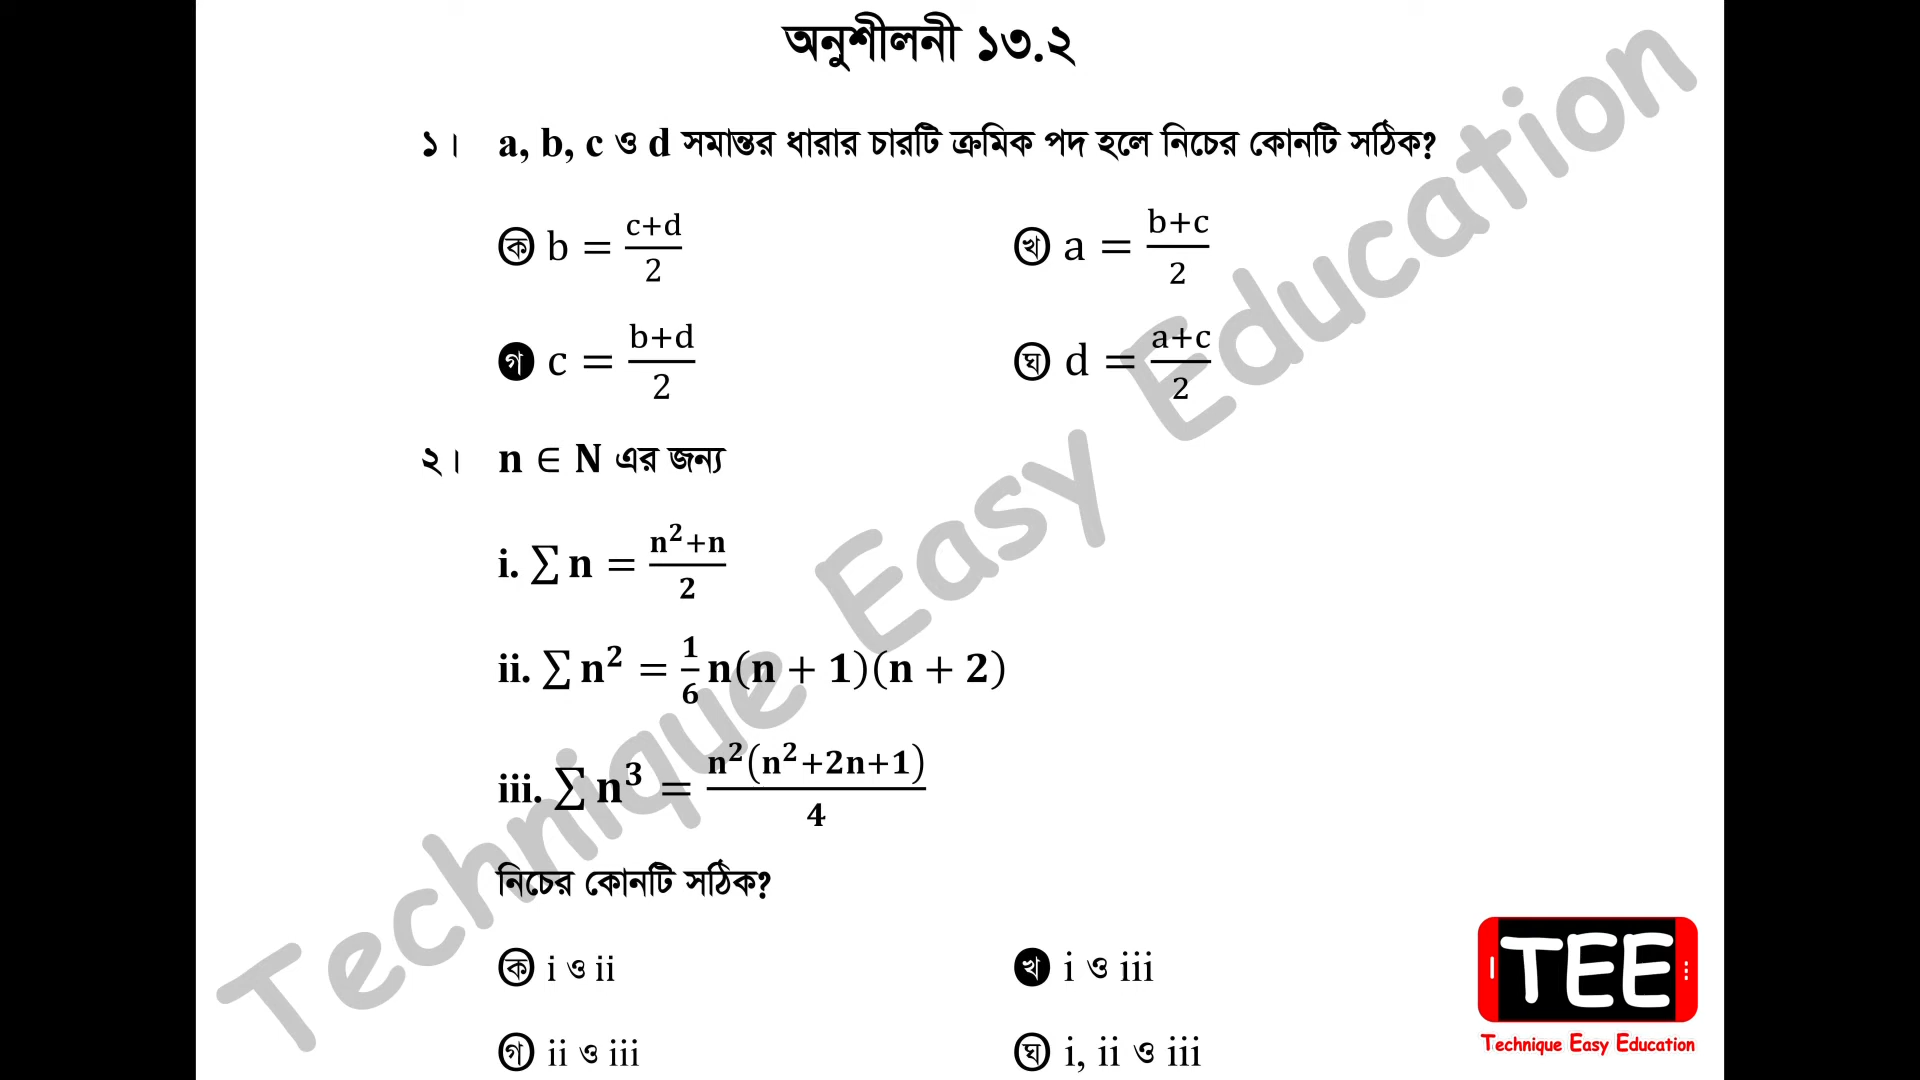 অনুশীলনী ১৩.২
১। a, b, c ও d সমান্তর ধারার চারটি ক্রমিক পদ হলে নিচের কোনটি সঠিক?
ক b = (c+d)/2 খ a = (b+c)/2
গ c = (b+d)/2 ঘ d = (a+c)/2
২। n ∈ N এর জন্য
i. ∑ n = (n²+n)/2
ii. ∑ n² = 1/6 n(n + 1)(n + 2)
iii. ∑ n³ = n²(n²+2n+1)/4
নিচের কোনটি সঠিক?
ক i ও ii খ i ও iii
গ ii ও iii ঘ i, ii ও iii
Technique Easy Education
TEE
Technique Easy Education